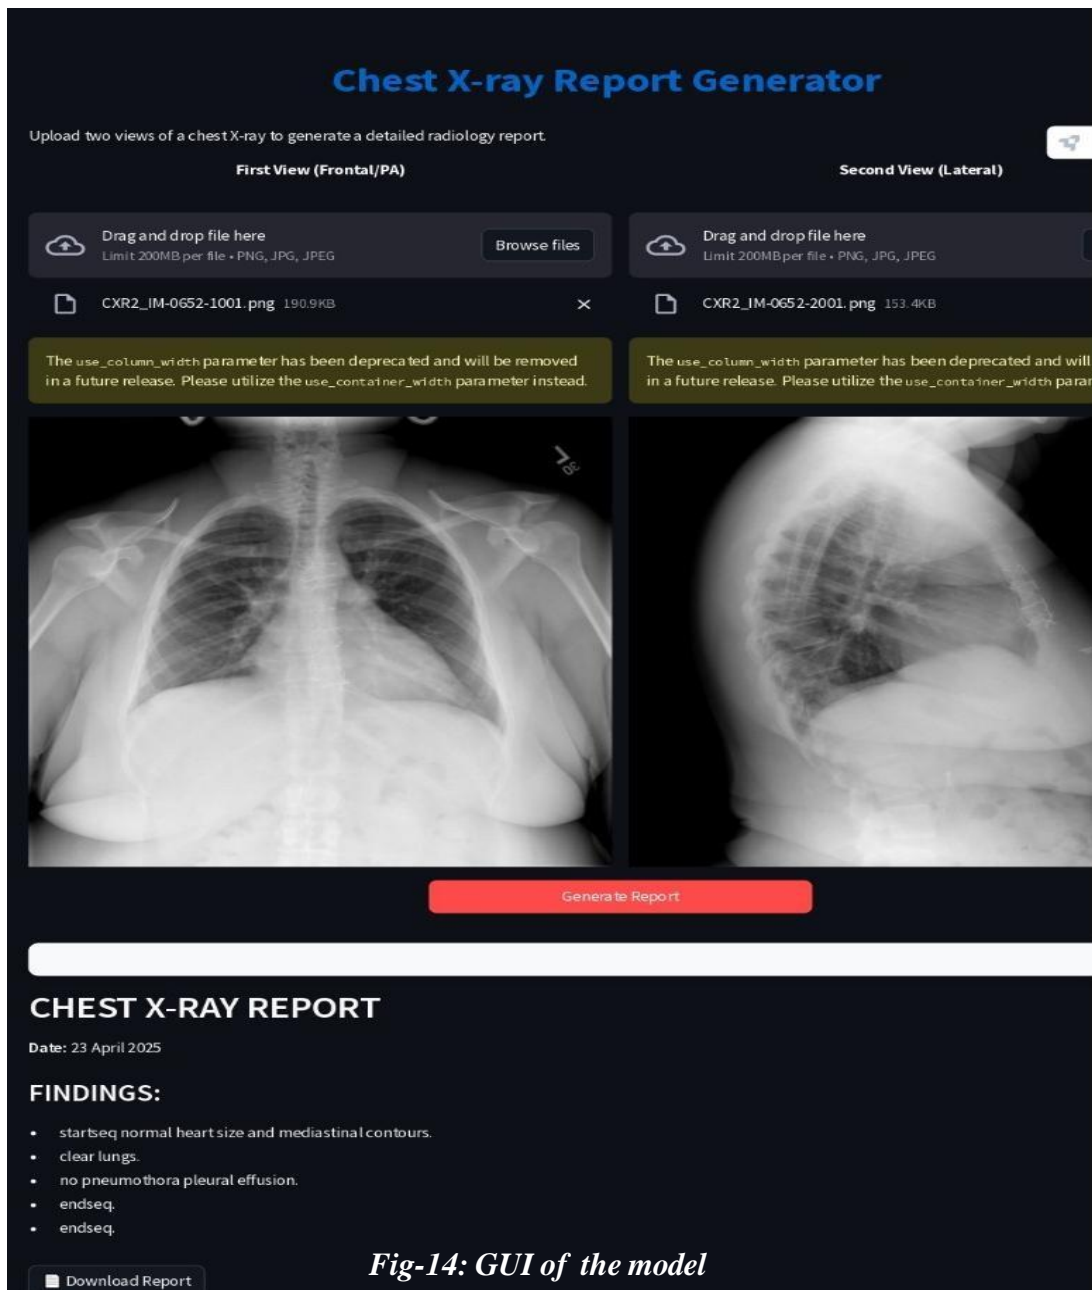 Chest X-ray Report Generator
Upload two views of a chest X-ray to generate a detailed radiology report.
First View (Frontal/PA)
Second View (Lateral)
Drag and drop file here
Limit 200MB per file • PNG, JPG, JPEG
Browse files
Drag and drop file here
Limit 200MB per file • PNG, JPG, JPEG
CXR2_IM-0652-1001.png 190.9KB
CXR2_IM-0652-2001.png 153.4KB
The use_column_width parameter has been deprecated and will be removed
in a future release. Please utilize the use_container_width parameter instead.
The use_column_width parameter has been deprecated and will
in a future release. Please utilize the use_container_width
Generate Report
CHEST X-RAY REPORT
Date: 23 April 2025
FINDINGS:
• startseq normal heart size and mediastinal contours.
• clear lungs.
• no pneumothora pleural effusion.
• endseq.
• endseq.
Download Report
Fig-14: GUI of the model